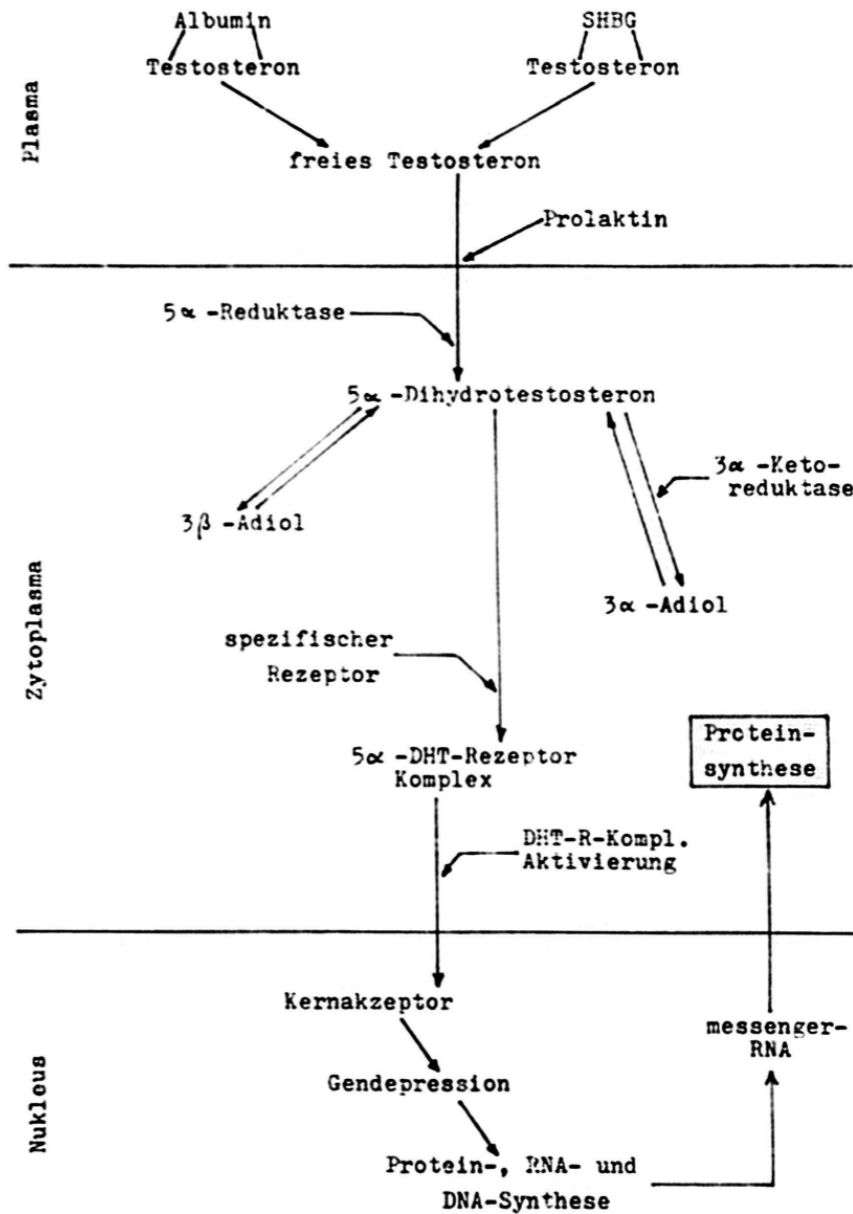 Albumin
SHBG
Testosteron
Testosteron
Plasma
freies Testosteron
Prolaktin
5α -Reduktase
5α -Dihydrotestosteron
3α -Keto-
reduktase
3β -Adiol
3α -Adiol
Zytoplasma
spezifischer
Rezeptor
5α -DHT-Rezeptor
Komplex
Protein-
synthese
DHT-R-Kompl.
Aktivierung
Kernakzeptor
messenger-
RNA
Gendepression
Nuklous
Protein-, RNA- und
DNA-Synthese